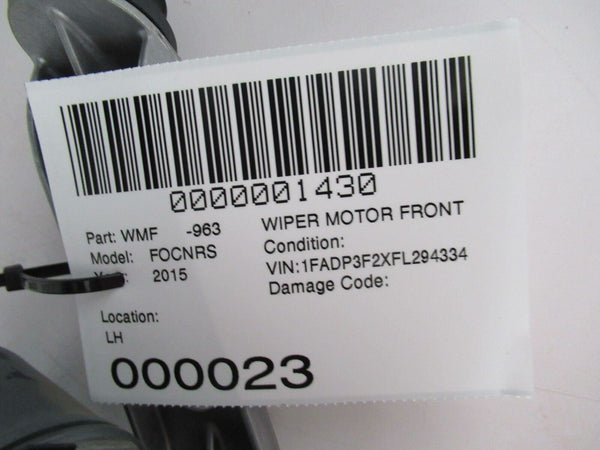 0000001430
Part: WMF -963 WIPER MOTOR FRONT
Model: FOCNRS Condition:
2015 VIN:1FADP3F2XFL294334
Damage Code:
Location:
LH
000023